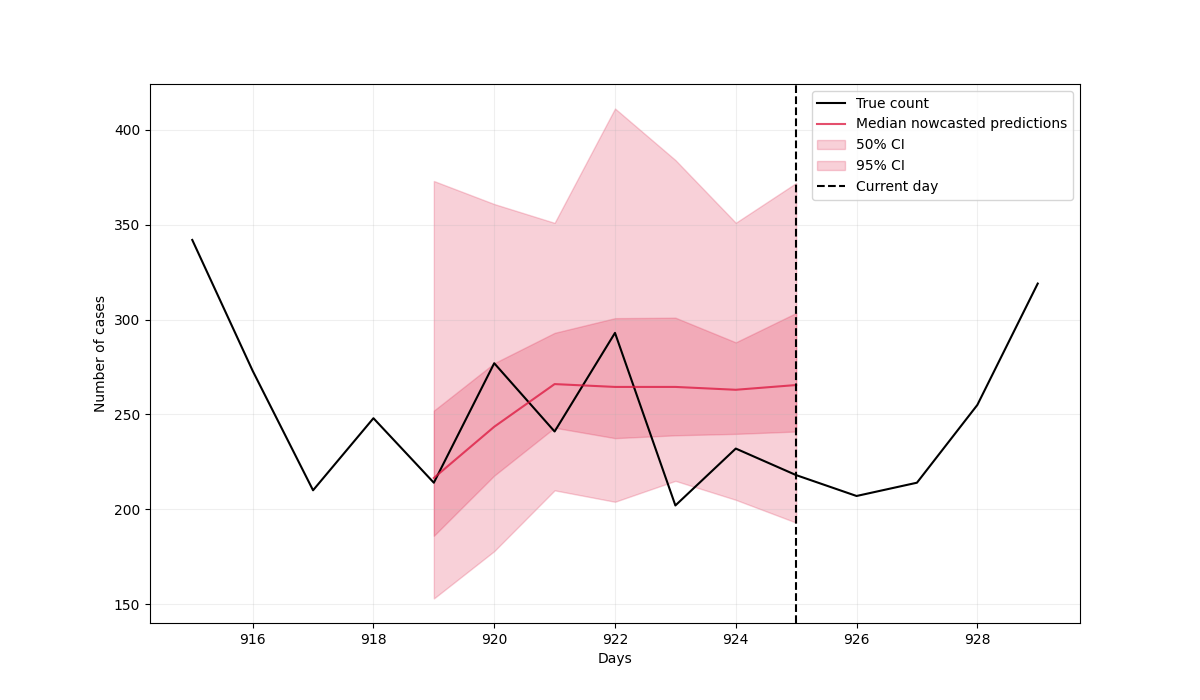 True count
Median nowcasted predictions
50% CI
95% CI
Current day
400
350
300
250
200
150
Number of cases
916 918 920 922 924 926 928
Days